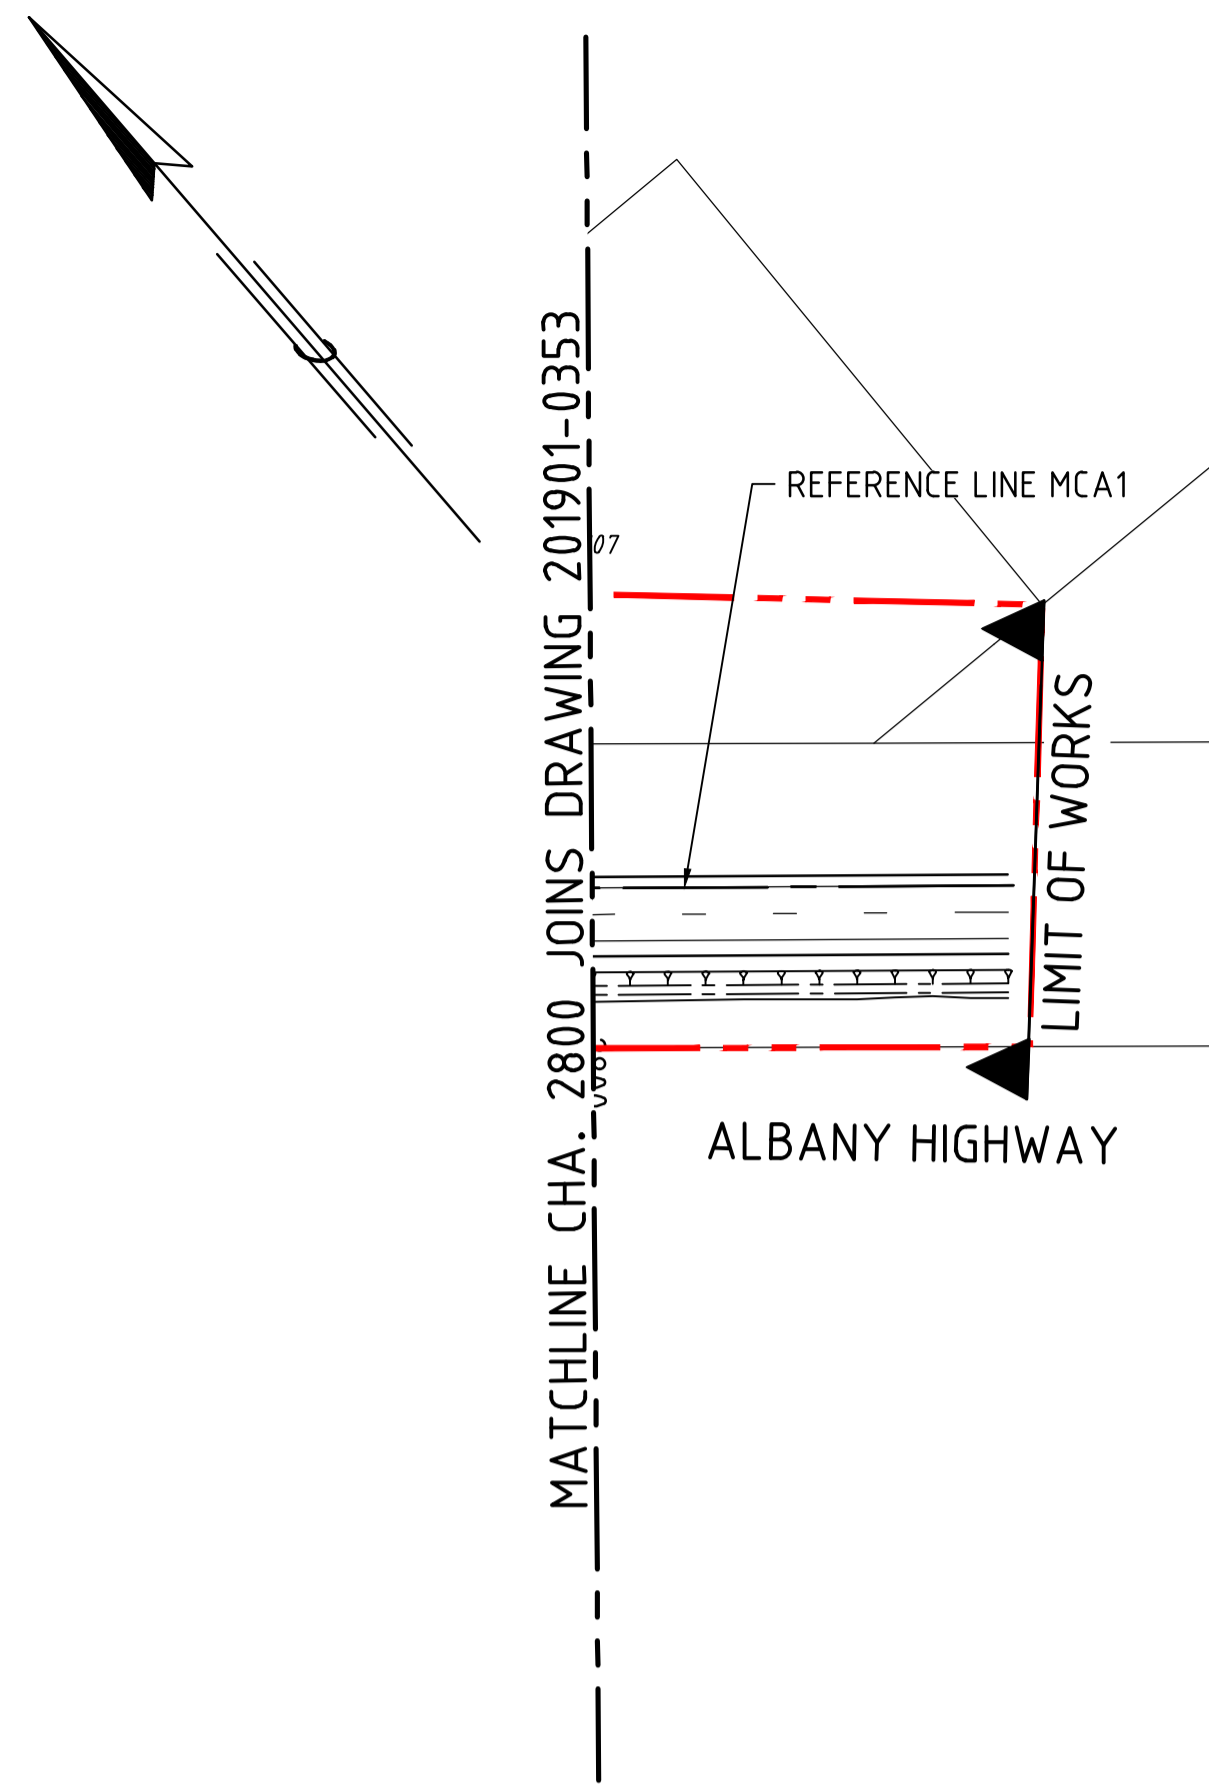 MATCHLINE CHA. 2800 JOINS DRAWING 201901-0353
REFERENCE LINE MCA1
07
LIMIT OF WORKS
ALBANY HIGHWAY